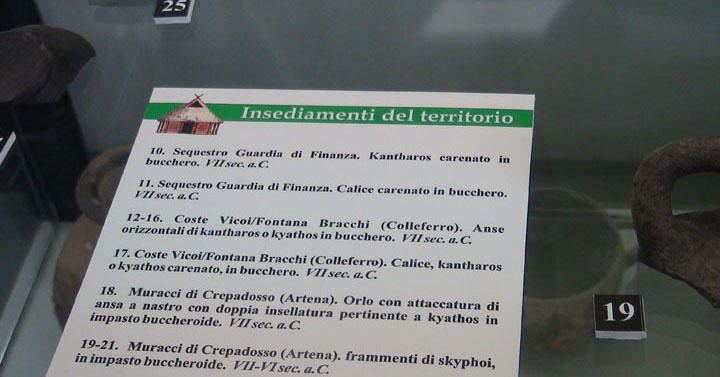 25
Insediamenti del territorio
10. Sequestro Guardia di Finanza. Kantharos carenato in
bucchero. VII sec. a.C.
11. Sequestro Guardia di Finanza. Calice carenato in bucchero.
VII sec. a.C.
12-16. Coste Vicoi/Fontana Bracchi (Colleferro). Anse
orizzontali di kantharos o kyathos in bucchero. VII sec. a.C.
17. Coste Vicoi/Fontana Bracchi (Colleferro). Calice, kantharos
o kyathos carenato, in bucchero. VII sec. a.C.
18. Muracci di Crepadosso (Artena). Orlo con attaccatura di
ansa a nastro con doppia insellatura pertinente a kyathos in
impasto buccheroide. VII sec. a.C.
19-21. Muracci di Crepadosso (Artena). frammenti di skyphoi,
in impasto buccheroide. VII-VI sec. a.C.
19